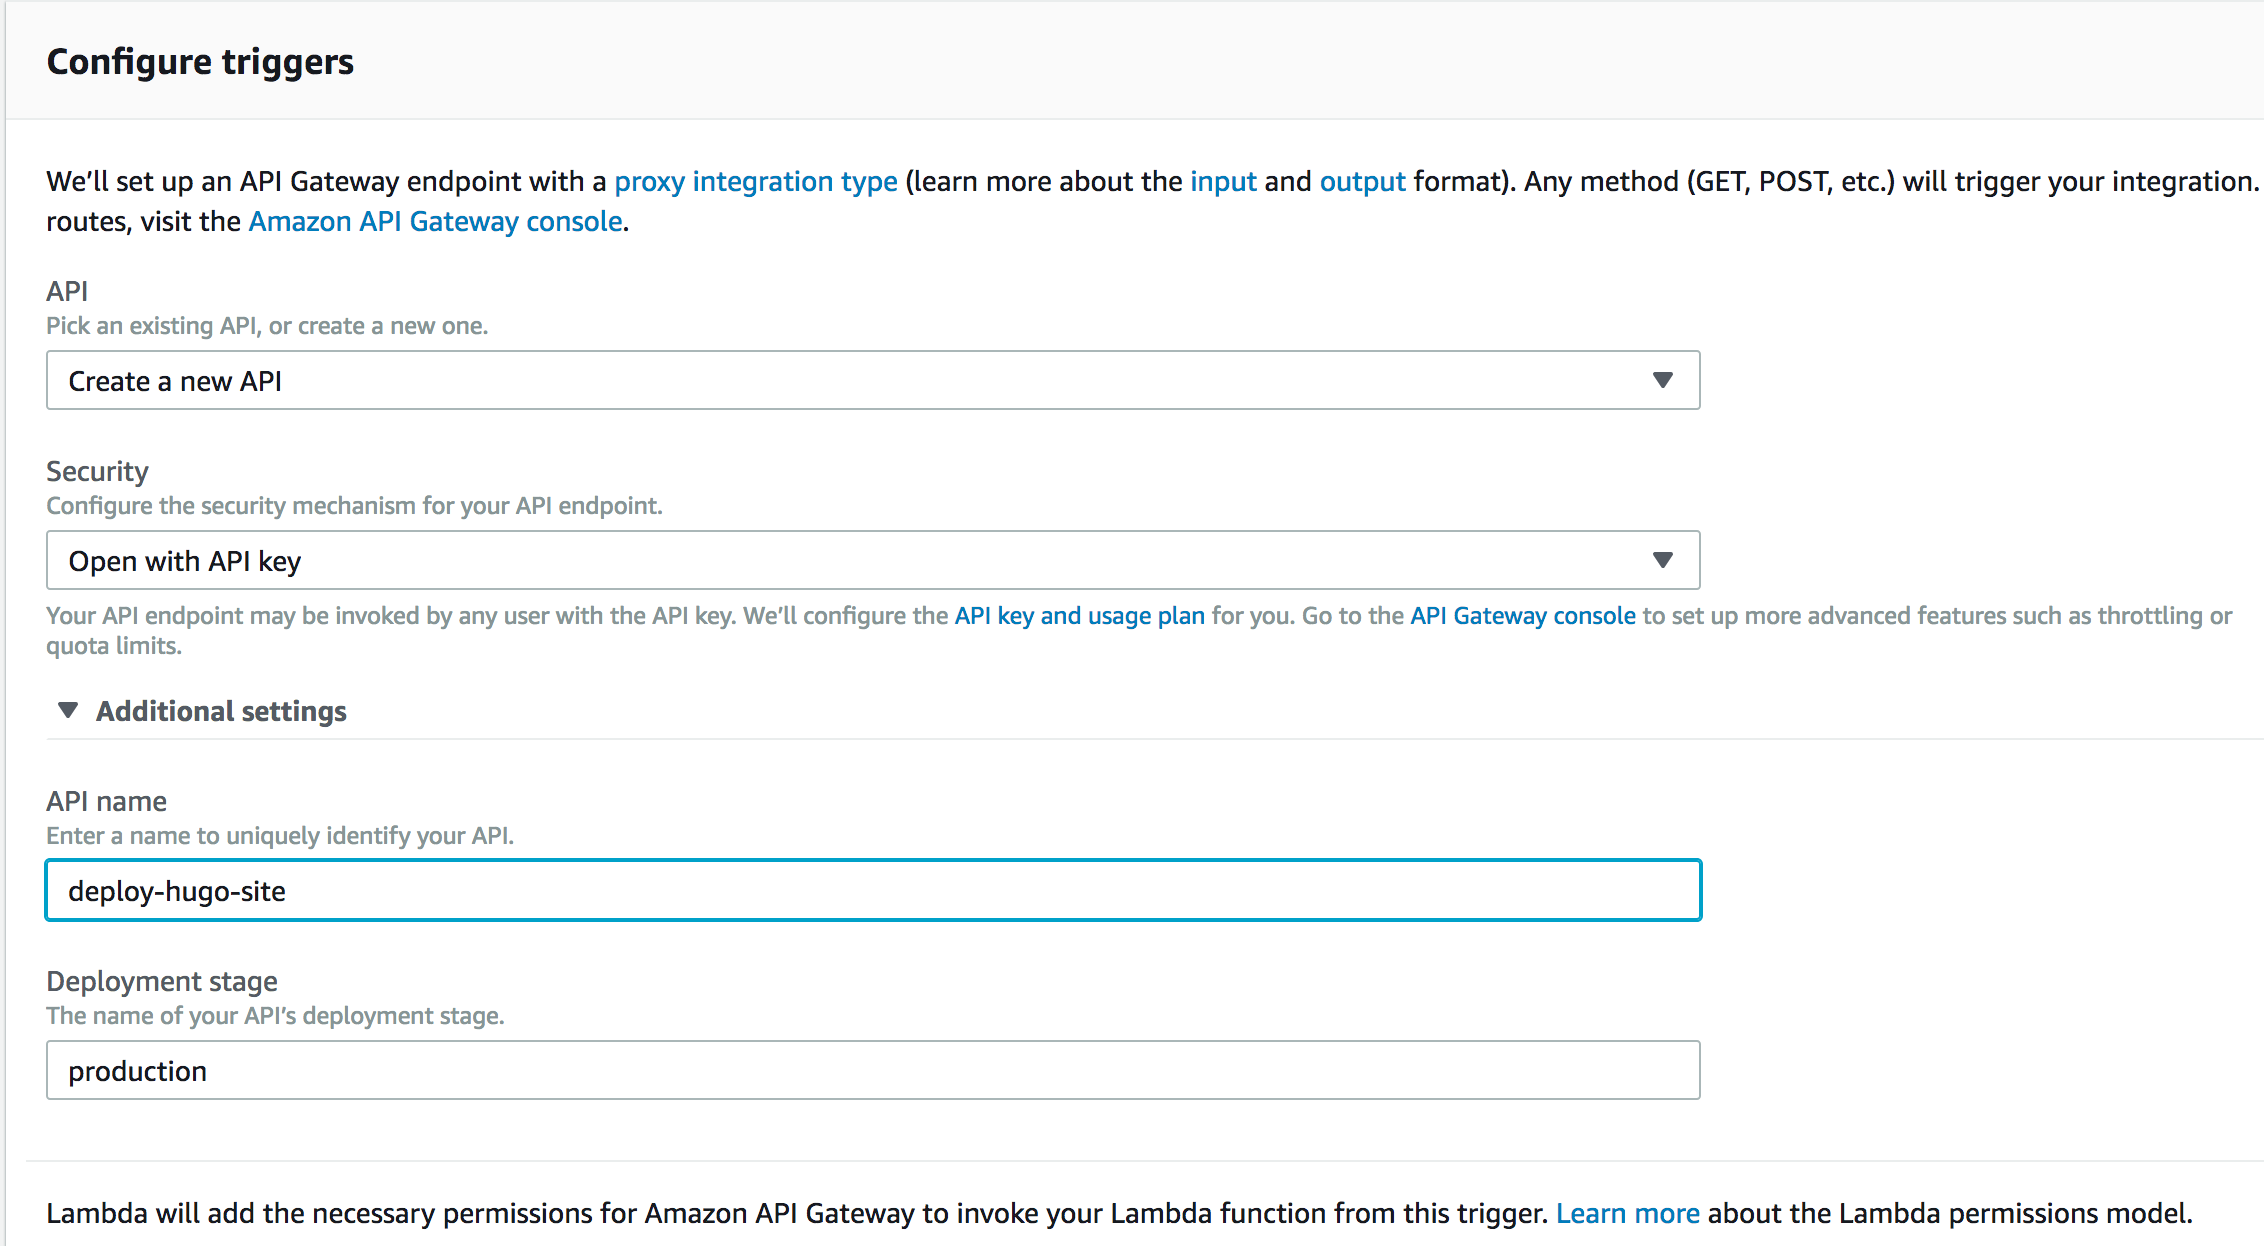 Configure triggers
We’ll set up an API Gateway endpoint with a proxy integration type (learn more about the input and output format). Any method (GET, POST, etc.) will trigger your integration.
routes, visit the Amazon API Gateway console.
API
Pick an existing API, or create a new one.
Create a new API
Security
Configure the security mechanism for your API endpoint.
Open with API key
Your API endpoint may be invoked by any user with the API key. We’ll configure the API key and usage plan for you. Go to the API Gateway console to set up more advanced features such as throttling or
quota limits.
Additional settings
API name
Enter a name to uniquely identify your API.
deploy-hugo-site
Deployment stage
The name of your API’s deployment stage.
production
Lambda will add the necessary permissions for Amazon API Gateway to invoke your Lambda function from this trigger. Learn more about the Lambda permissions model.